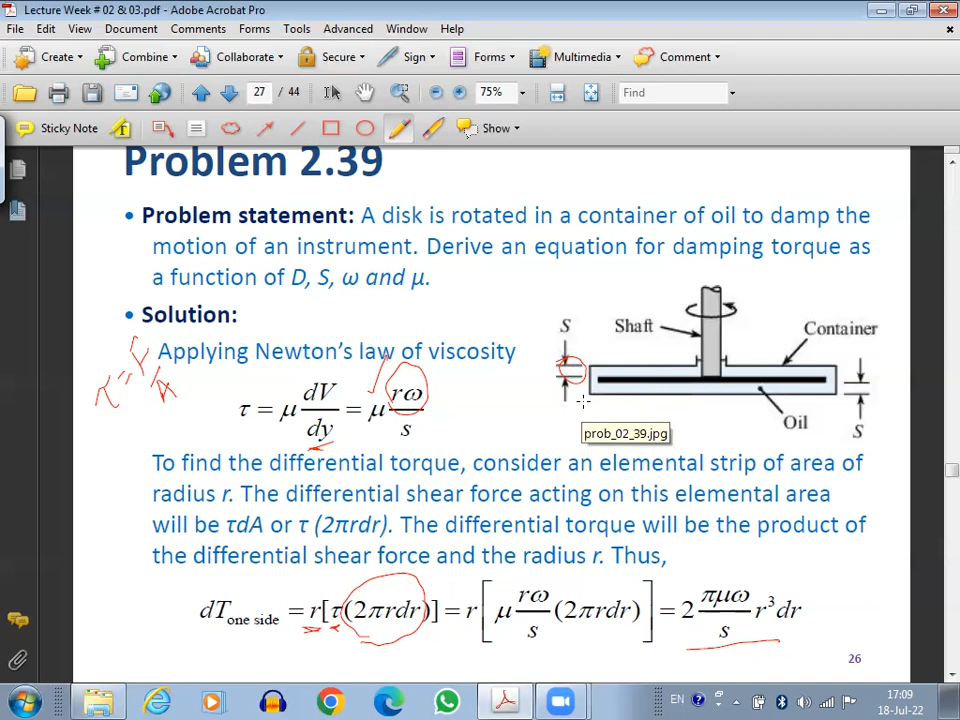 Lecture Week # 02 & 03.pdf - Adobe Acrobat Pro
File Edit View Document Comments Forms Tools Advanced Window Help
Create Combine Collaborate Secure Sign Forms Multimedia Comment
27 / 44 75% Find
Sticky Note Show
Problem 2.39
• Problem statement: A disk is rotated in a container of oil to damp the
motion of an instrument. Derive an equation for damping torque as
a function of D, S, ω and μ.
• Solution:
Applying Newton's law of viscosity
τ = μ dV/dy = μ rω/s
τ = F/A
S
Shaft
Container
Oil
S
prob_02_39.jpg
To find the differential torque, consider an elemental strip of area of
radius r. The differential shear force acting on this elemental area
will be τdA or τ (2πrdr). The differential torque will be the product of
the differential shear force and the radius r. Thus,
dT one side = r[τ(2πrdr)] = r[μ rω/s (2πrdr)] = 2 πμω/s r³dr
26
EN 17:09
18-Jul-22